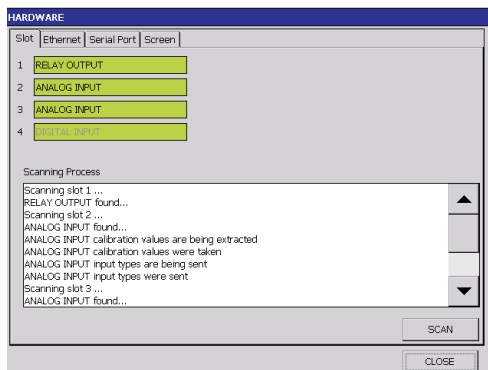 HARDWARE
Slot Ethernet Serial Port Screen
1 RELAY OUTPUT
2 ANALOG INPUT
3 ANALOG INPUT
4 DIGITAL INPUT
Scanning Process
Scanning slot 1 ...
RELAY OUTPUT found...
Scanning slot 2 ...
ANALOG INPUT found...
ANALOG INPUT calibration values are being extracted
ANALOG INPUT calibration values were taken
ANALOG INPUT input types are being sent
ANALOG INPUT input types were sent
Scanning slot 3 ...
ANALOG INPUT found...
SCAN
CLOSE